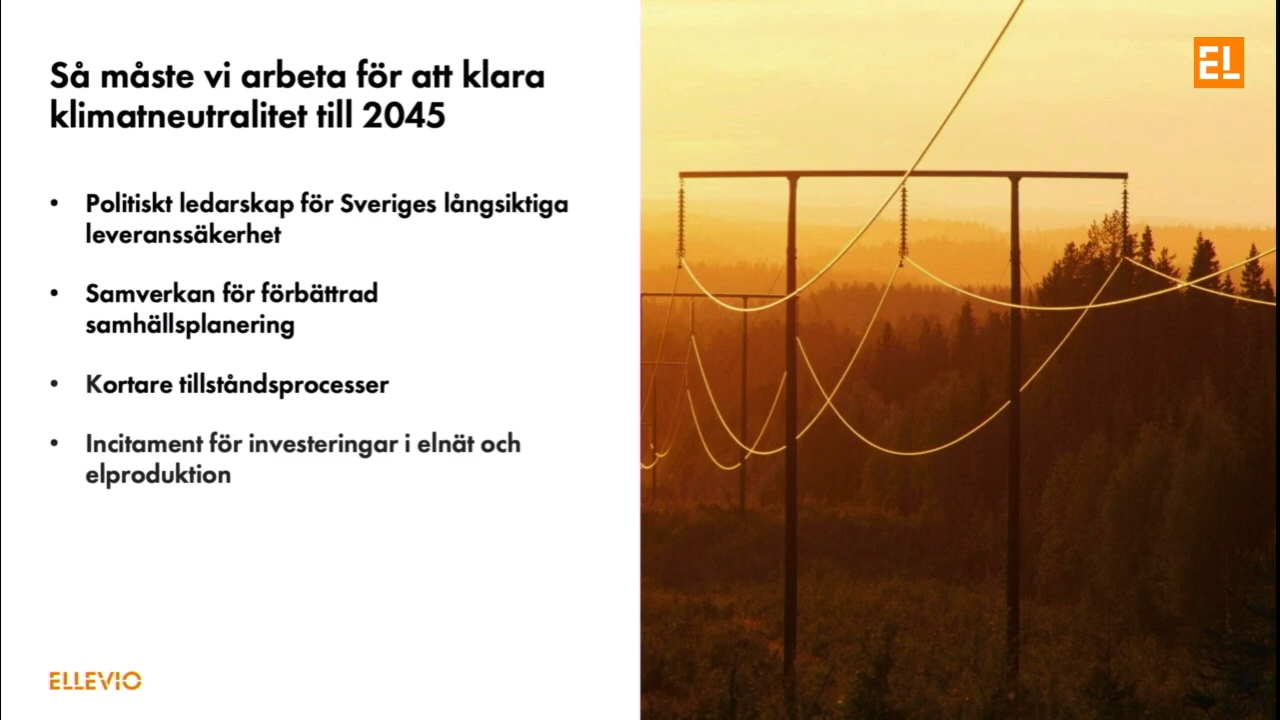 Så måste vi arbeta för att klara
klimatneutralitet till 2045
• Politiskt ledarskap för Sveriges långsiktiga
leveranssäkerhet
• Samverkan för förbättrad
samhällsplanering
• Kortare tillståndsprocesser
• Incitament för investeringar i elnät och
elproduktion
ELLEVIO
EL